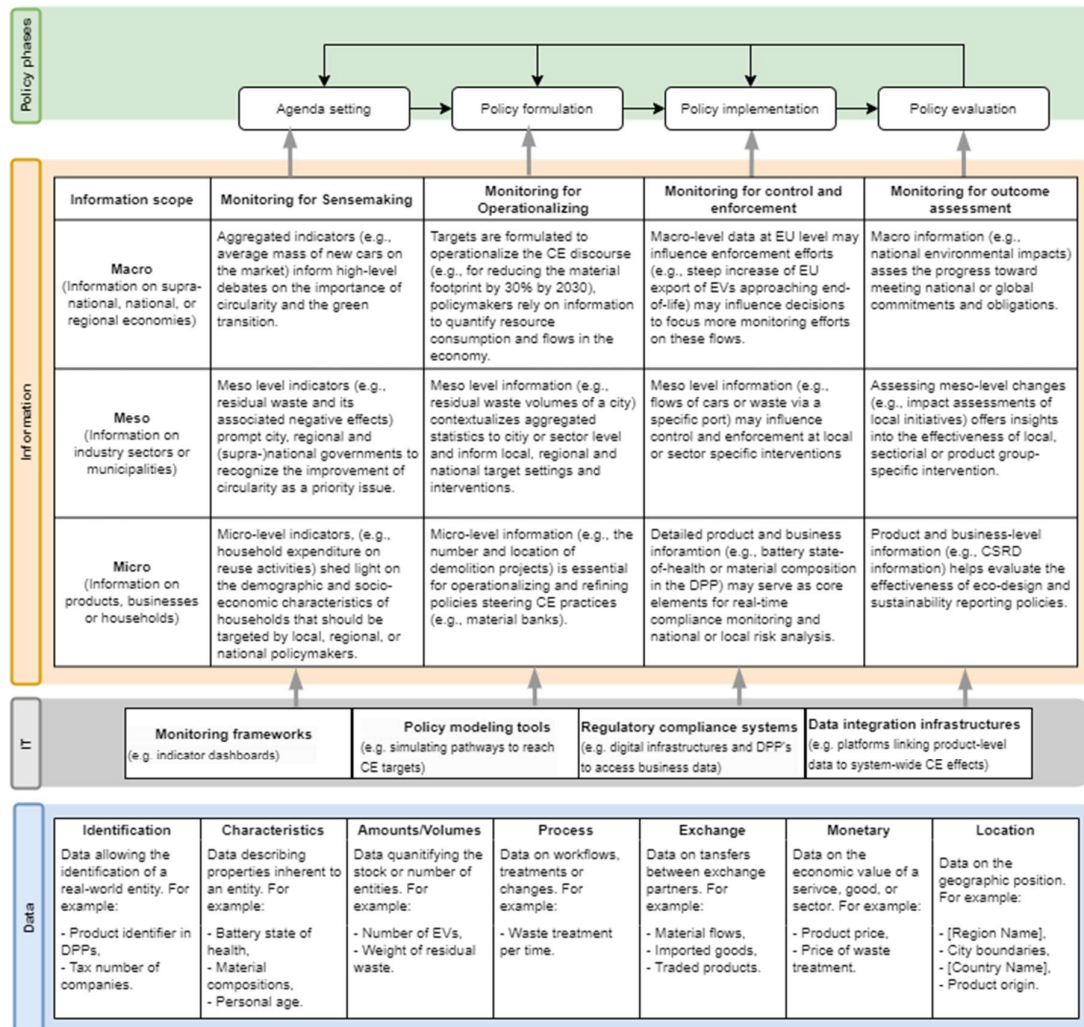 Policy phases
Agenda setting
Policy formulation
Policy implementation
Policy evaluation
Information
Information scope
Monitoring for Sensemaking
Monitoring for
Operationalizing
Monitoring for control and
enforcement
Monitoring for outcome
assessment
Macro
(Information on supra-
national, national, or
regional economies)
Aggregated indicators (e.g.,
average mass of new cars
on the market) inform high-level
debates on the importance of
circularity and the green
transition.
Targets are formulated to
operationalize the CE discourse
(e.g., for reducing the material
footprint by 30% by 2030),
policymakers rely on information
to quantify resource
consumption and flows in the
economy.
Macro-level data at EU level may
influence enforcement efforts
(e.g., steep increase of EU
export of EVs approaching end-
of-life) may influence decisions
to focus more monitoring efforts
on these flows.
Macro information (e.g.,
national environmental impacts)
asses the progress toward
meeting national or global
commitments and obligations.
Meso
(Information on
industry sectors or
municipalities)
Meso level indicators (e.g.,
residual waste and its
associated negative effects)
prompt city, regional and
(supra-)national governments to
recognize the improvement of
circularity as a priority issue.
Meso level information (e.g.,
residual waste volumes of a city)
contextualizes aggregated
statistics to citiy or sector level
and inform local, regional and
national target settings and
interventions.
Meso level information (e.g.,
flows of cars or waste via a
specific port) may influence
control and enforcement at local
or sector specific interventions
Assessing meso-level changes
(e.g., impact assessments of
local initiatives) offers insights
into the effectiveness of local,
sectorial or product group-
specific intervention.
Micro
(Information on
products, businesses
or households)
Micro-level indicators, (e.g.,
household expenditure on
reuse activities) shed light on
the demographic and socio-
economic characteristics of
households that should be
targeted by local, regional, or
national policymakers.
Micro-level information (e.g., the
number and location of
demolition projects) is essential
for operationalizing and refining
policies steering CE practices
(e.g., material banks).
Detailed product and business
inforamtion (e.g., battery state-
of-health or material composition
in the DPP) may serve as core
elements for real-time
compliance monitoring and
national or local risk analysis.
Product and business-level
information (e.g., CSRD
information) helps evaluate the
effectiveness of eco-design and
sustainability reporting policies.
IT
Monitoring frameworks
(e.g. indicator dashboards)
Policy modeling tools
(e.g. simulating pathways to reach
CE targets)
Regulatory compliance systems
(e.g. digital infrastructures and DPP's
to access business data)
Data integration infrastructures
(e.g. platforms linking product-level
data to system-wide CE effects)
Data
Identification
Data allowing the
identification of a
real-world entity. For
example:
- Product identifier in
DPPs,
- Tax number of
companies.
Characteristics
Data describing
properties inherent to
an entity. For
example:
- Battery state of
health,
- Material
compositions,
- Personal age.
Amounts/Volumes
Data quanitifying the
stock or number of
entities. For
example:
- Number of EVs,
- Weight of residual
waste.
Process
Data on workflows,
treatments or
changes. For
example:
- Waste treatment
per time.
Exchange
Data on tansfers
between exchange
partners. For
example:
- Material flows,
- Imported goods,
- Traded products.
Monetary
Data on the
economic value of a
serivce, good, or
sector. For example:
- Product price,
- Price of waste
treatment.
Location
Data on the
geographic position.
For example:
- [Region Name],
- City boundaries,
- [Country Name],
- Product origin.